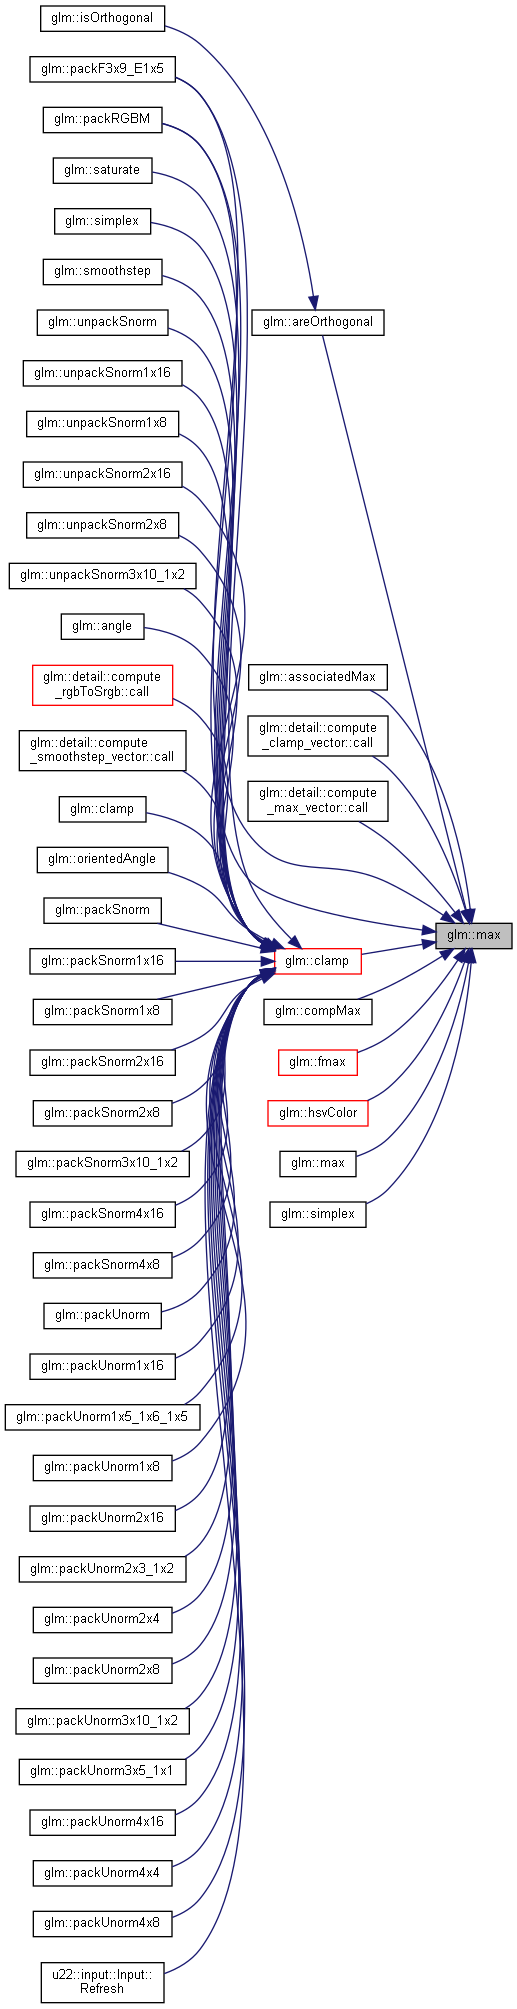 glm::isOrthogonal
glm::packF3x9_E1x5
glm::packRGBM
glm::saturate
glm::simplex
glm::smoothstep
glm::unpackSnorm
glm::unpackSnorm1x16
glm::unpackSnorm1x8
glm::unpackSnorm2x16
glm::unpackSnorm2x8
glm::unpackSnorm3x10_1x2
glm::angle
glm::detail::compute
_rgbToSrgb::call
glm::detail::compute
_smoothstep_vector::call
glm::clamp
glm::orientedAngle
glm::packSnorm
glm::packSnorm1x16
glm::packSnorm1x8
glm::packSnorm2x16
glm::packSnorm2x8
glm::packSnorm3x10_1x2
glm::packSnorm4x16
glm::packSnorm4x8
glm::packUnorm
glm::packUnorm1x16
glm::packUnorm1x5_1x6_1x5
glm::packUnorm1x8
glm::packUnorm2x16
glm::packUnorm2x3_1x2
glm::packUnorm2x4
glm::packUnorm2x8
glm::packUnorm3x10_1x2
glm::packUnorm3x5_1x1
glm::packUnorm4x16
glm::packUnorm4x4
glm::packUnorm4x8
u22::input::Input::
Refresh
glm::areOrthogonal
glm::associatedMax
glm::detail::compute
_clamp_vector::call
glm::detail::compute
_max_vector::call
glm::clamp
glm::compMax
glm::fmax
glm::hsvColor
glm::max
glm::simplex
glm::max